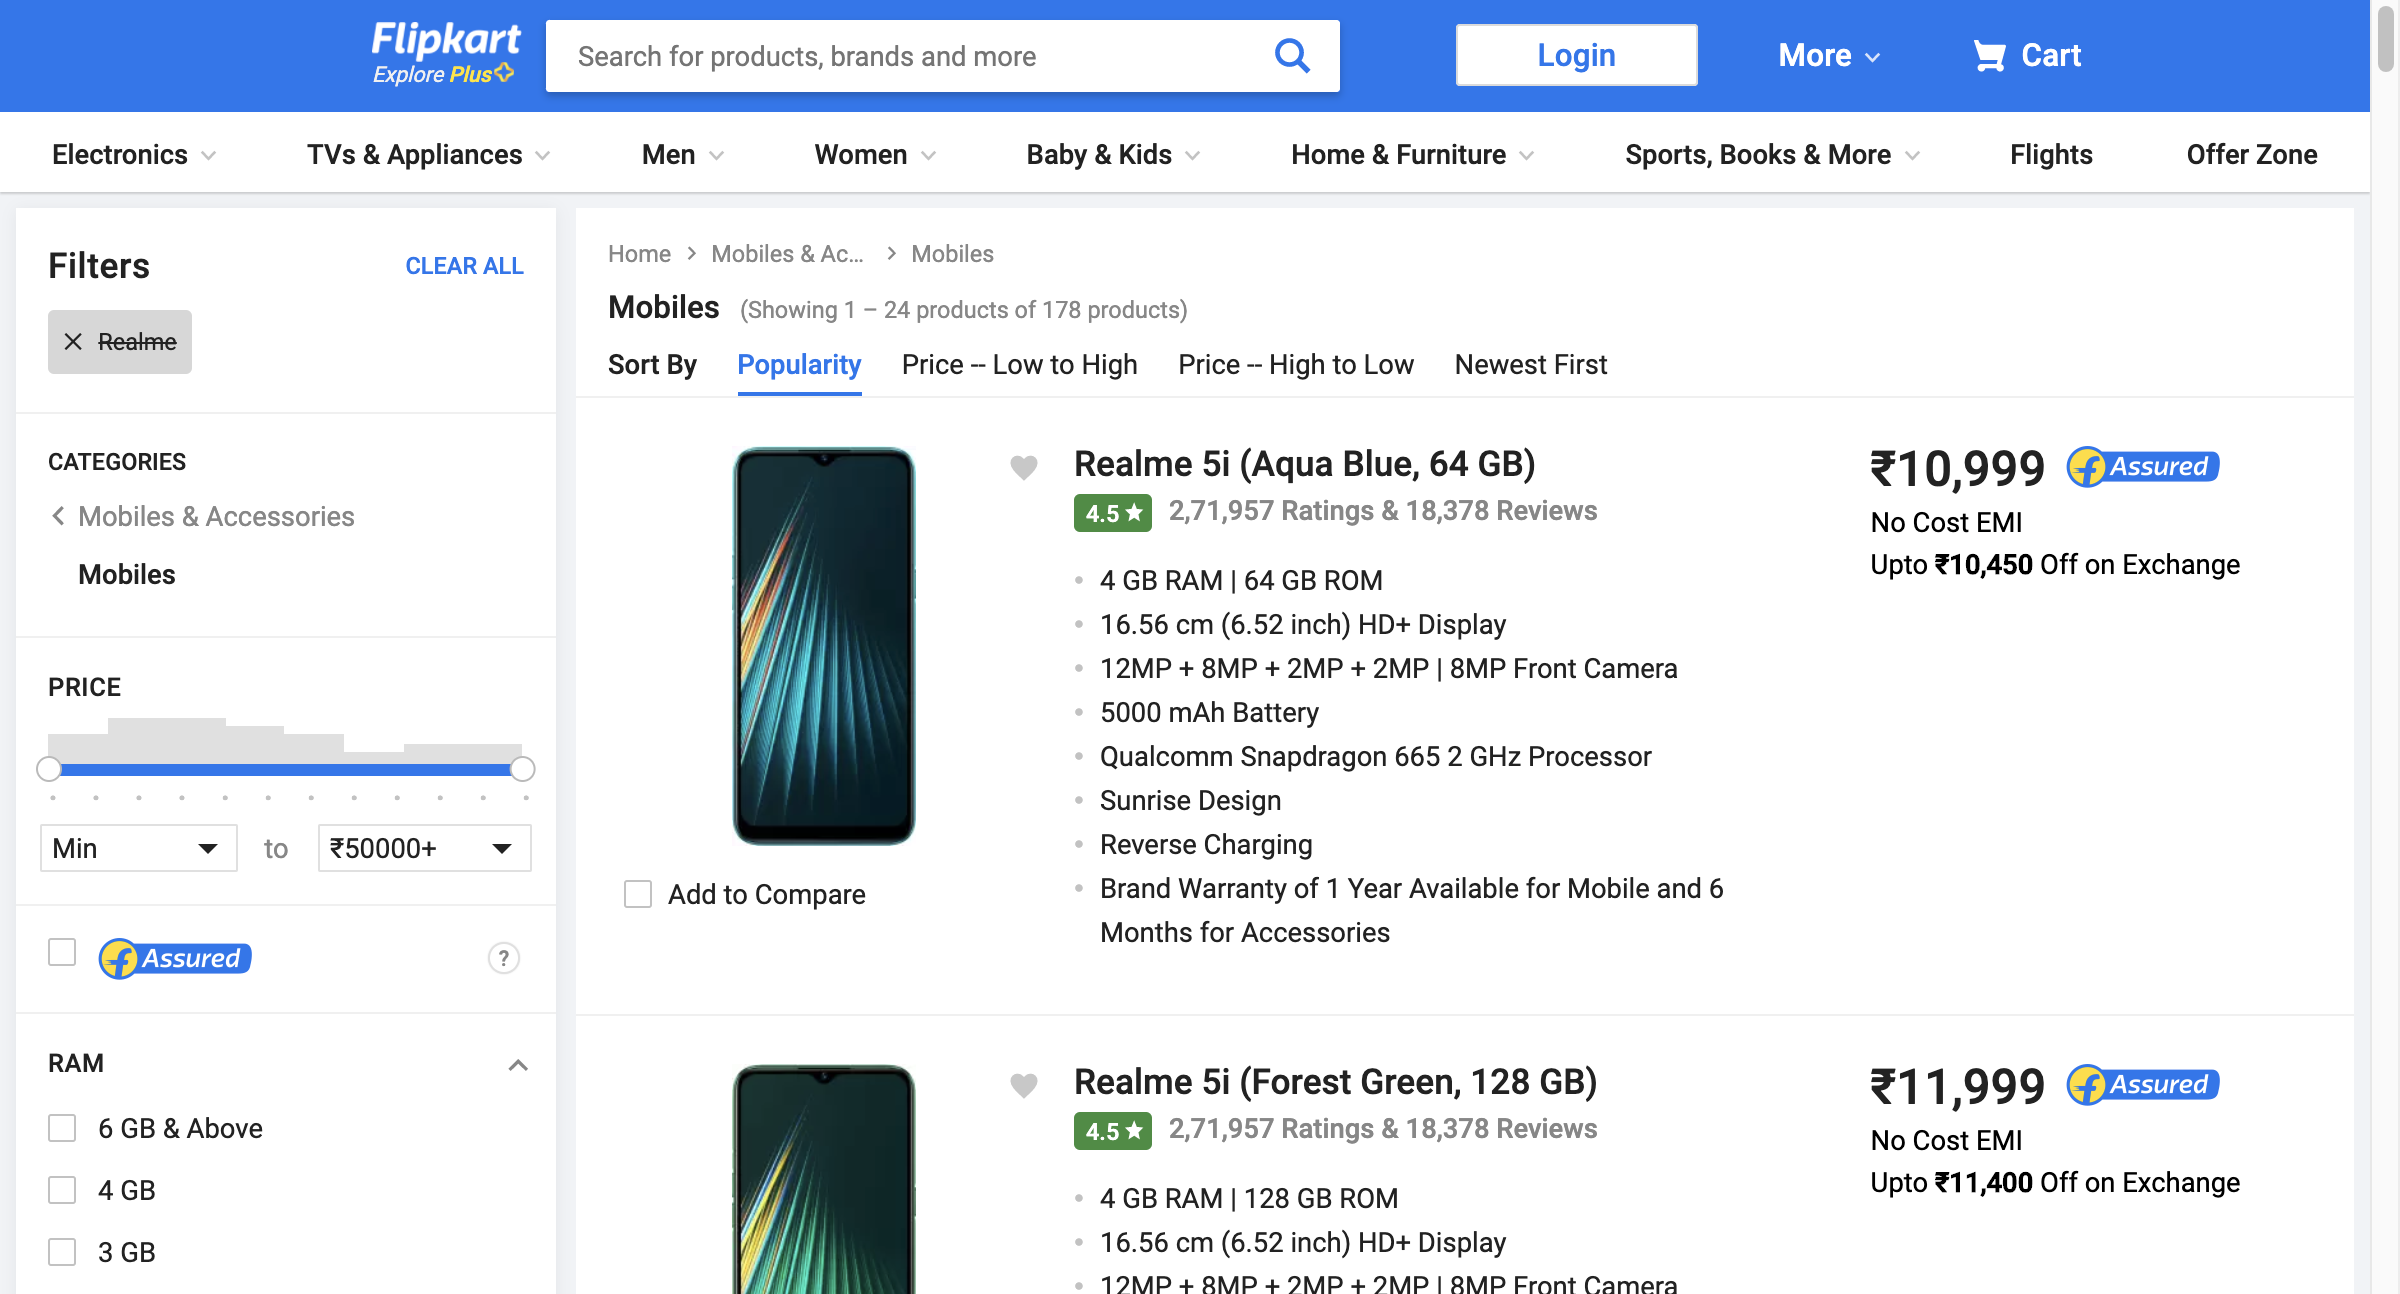 Flipkart
Explore Plus
Search for products, brands and more
Login
More
Cart
Electronics
TVs & Appliances
Men
Women
Baby & Kids
Home & Furniture
Sports, Books & More
Flights
Offer Zone
Filters
CLEAR ALL
Realme
CATEGORIES
Mobiles & Accessories
Mobiles
PRICE
Min
to
₹50000+
Assured
?
RAM
6 GB & Above
4 GB
3 GB
Home
Mobiles & Ac...
Mobiles
Mobiles (Showing 1 – 24 products of 178 products)
Sort By
Popularity
Price -- Low to High
Price -- High to Low
Newest First
Add to Compare
Realme 5i (Aqua Blue, 64 GB)
4.5 ★ 2,71,957 Ratings & 18,378 Reviews
4 GB RAM | 64 GB ROM
16.56 cm (6.52 inch) HD+ Display
12MP + 8MP + 2MP + 2MP | 8MP Front Camera
5000 mAh Battery
Qualcomm Snapdragon 665 2 GHz Processor
Sunrise Design
Reverse Charging
Brand Warranty of 1 Year Available for Mobile and 6
Months for Accessories
₹10,999
Assured
No Cost EMI
Upto ₹10,450 Off on Exchange
Realme 5i (Forest Green, 128 GB)
4.5 ★ 2,71,957 Ratings & 18,378 Reviews
4 GB RAM | 128 GB ROM
16.56 cm (6.52 inch) HD+ Display
12MP + 8MP + 2MP + 2MP | 8MP Front Camera
₹11,999
Assured
No Cost EMI
Upto ₹11,400 Off on Exchange